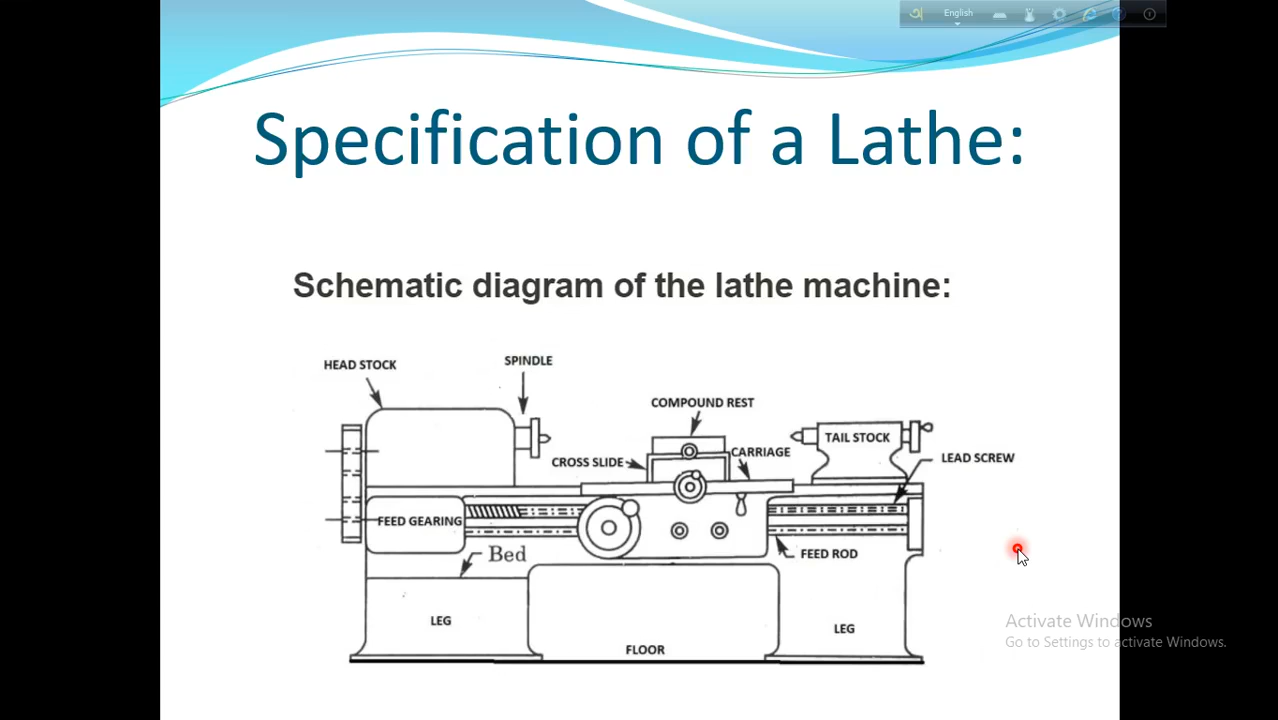 English
Specification of a Lathe:
Schematic diagram of the lathe machine:
HEAD STOCK
SPINDLE
COMPOUND REST
TAIL STOCK
CROSS SLIDE
CARRIAGE
LEAD SCREW
FEED GEARING
Bed
FEED ROD
LEG
LEG
FLOOR
Activate Windows
Go to Settings to activate Windows.